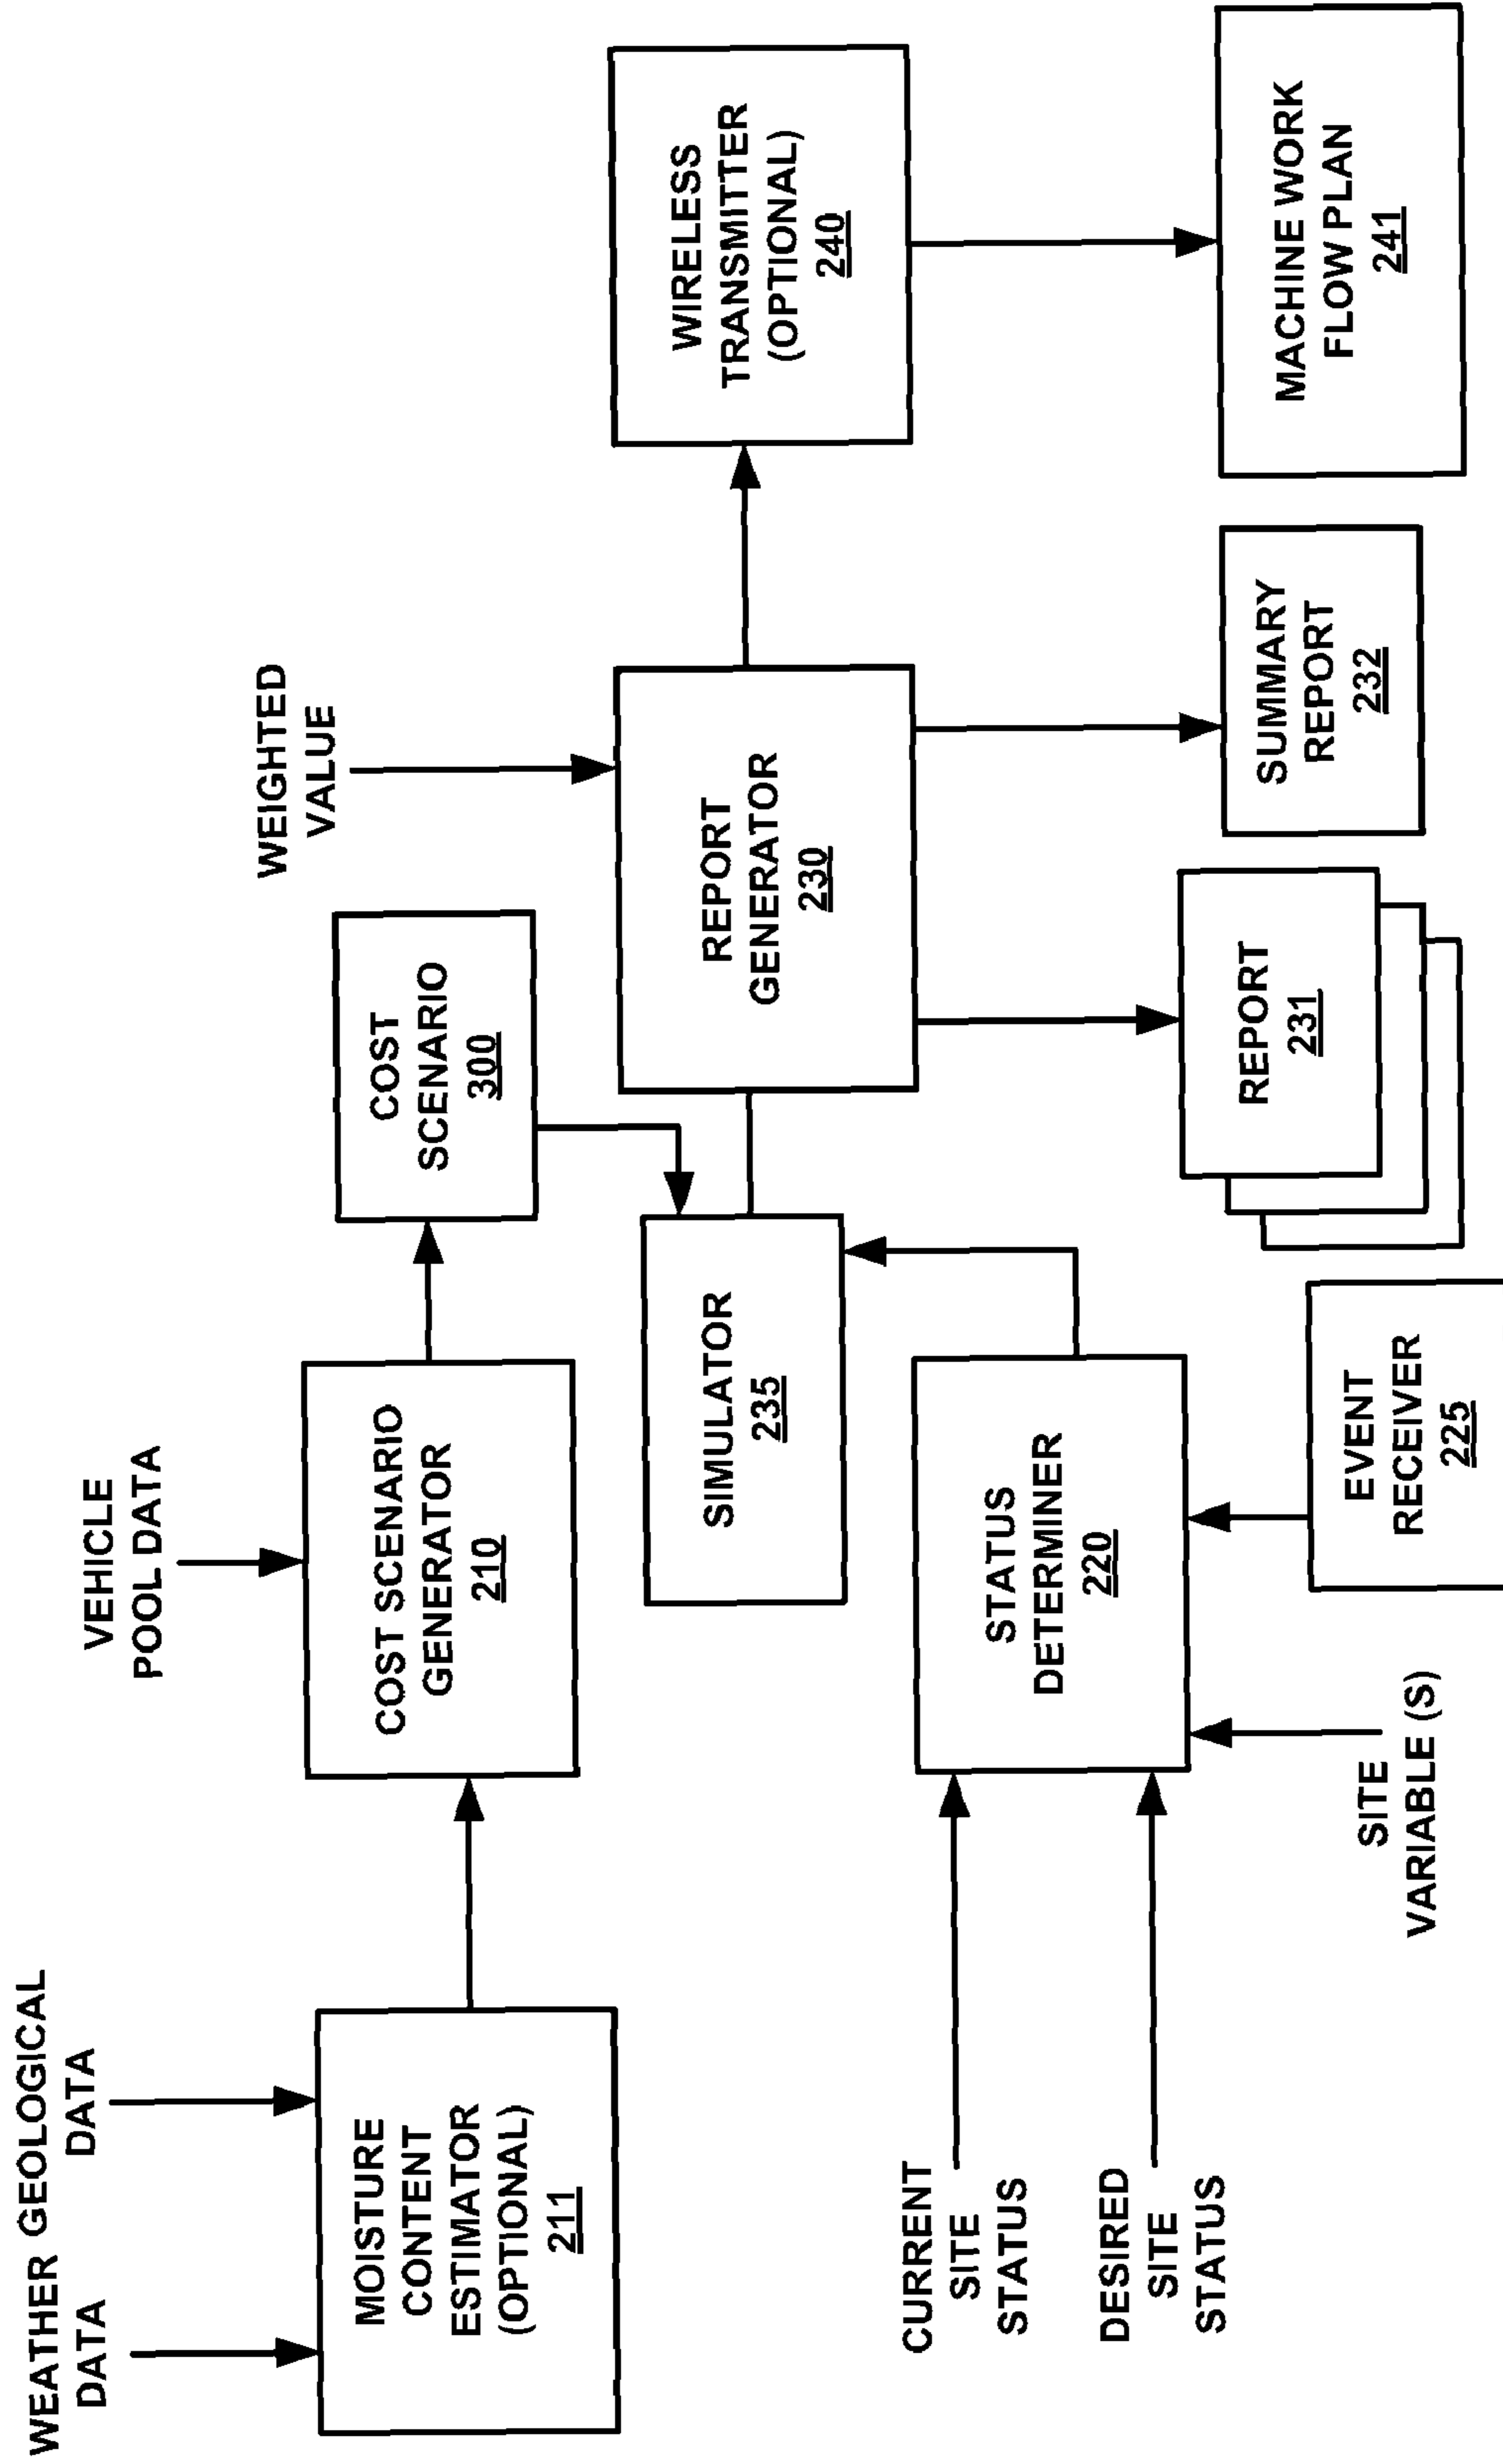 WEATHER
DATA
GEOLOGICAL
DATA
MOISTURE
CONTENT
ESTIMATOR
(OPTIONAL)
211
VEHICLE
POOL DATA
COST SCENARIO
GENERATOR
210
COST
SCENARIO
300
WEIGHTED
VALUE
SIMULATOR
235
REPORT
GENERATOR
230
WIRELESS
TRANSMITTER
(OPTIONAL)
240
CURRENT
SITE
STATUS
DESIRED
SITE
STATUS
STATUS
DETERMINER
220
SITE
VARIABLE (S)
EVENT
RECEIVER
225
REPORT
231
SUMMARY
REPORT
232
MACHINE WORK
FLOW PLAN
241